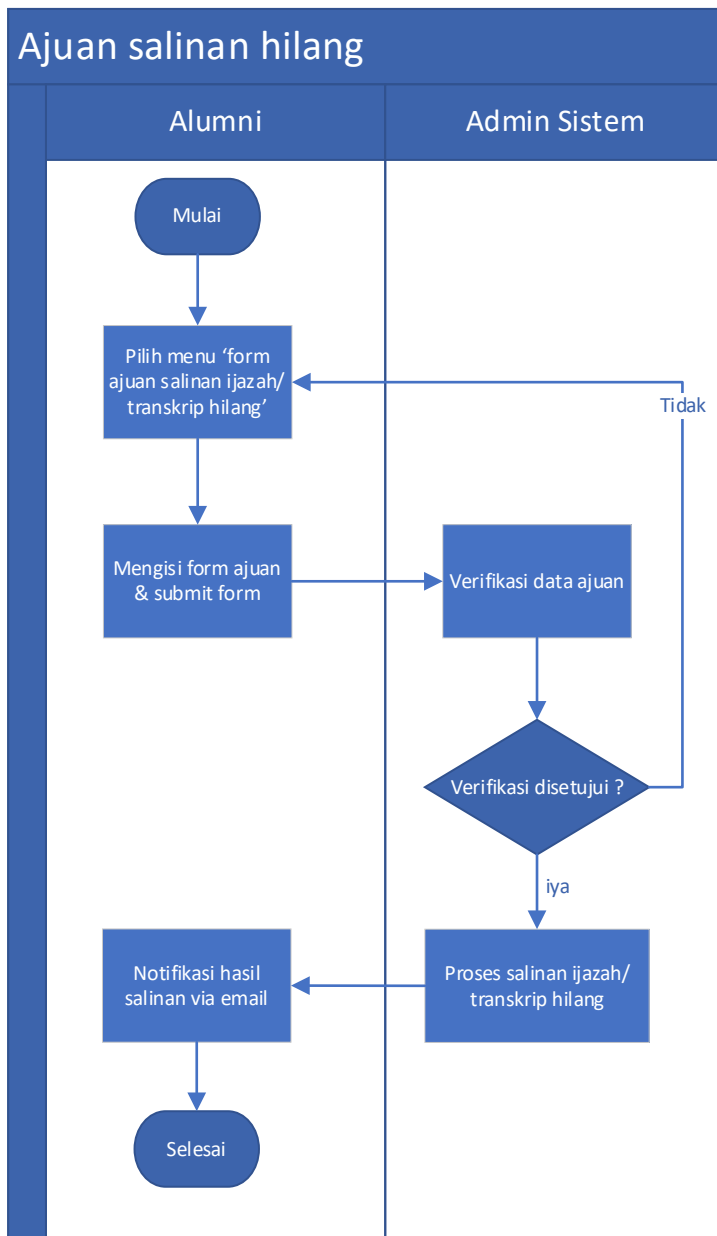 Ajuan salinan hilang
Alumni
Admin Sistem
Mulai
Pilih menu ‘form
ajuan salinan ijazah/
transkrip hilang’
Tidak
Mengisi form ajuan
& submit form
Verifikasi data ajuan
Verifikasi disetujui ?
iya
Proses salinan ijazah/
transkrip hilang
Notifikasi hasil
salinan via email
Selesai